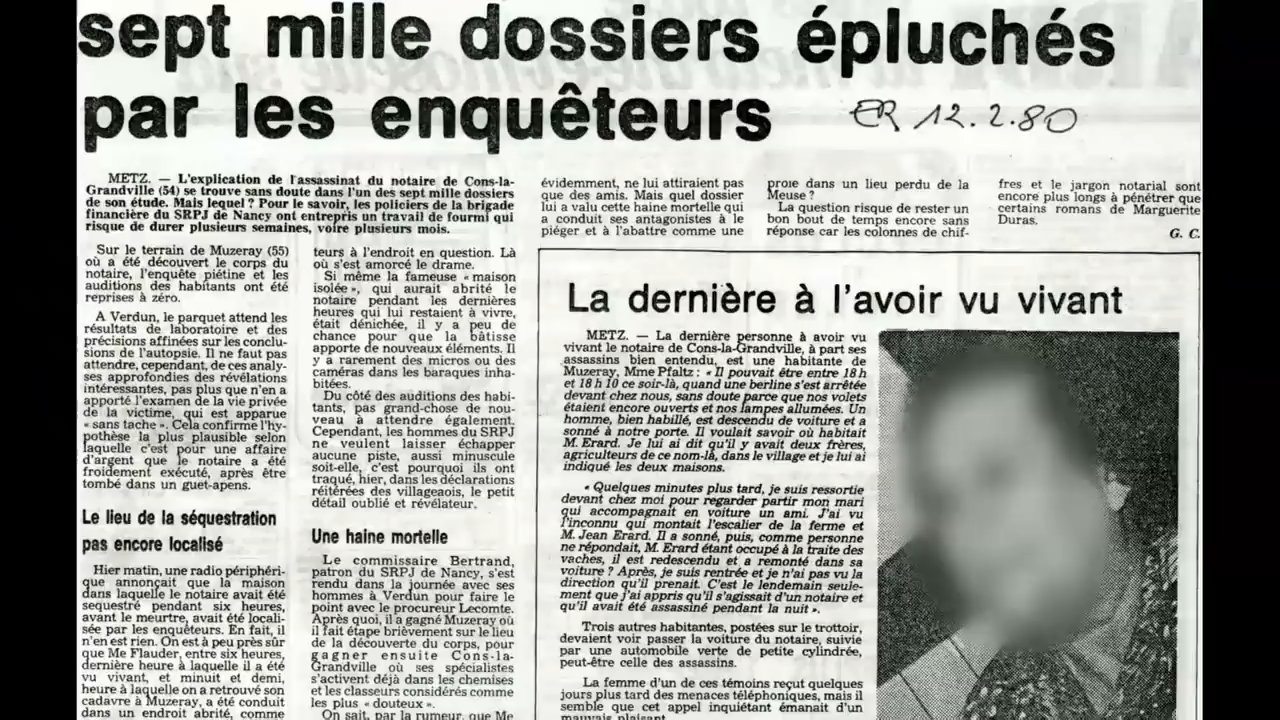 sept mille dossiers épluchés
par les enquêteurs
ER 12.2.80
METZ. — L'explication de l'assassinat du notaire de Cons-la-
Grandville (54) se trouve sans doute dans l'un des sept mille dossiers
de son étude. Mais lequel ? Pour le savoir, les policiers de la brigade
financière du SRPJ de Nancy ont entrepris un travail de fourmi qui
risque de durer plusieurs semaines, voire plusieurs mois.
Sur le terrain de Muzeray (55)
où a été découvert le corps du
notaire, l'enquête piétine et les
auditions des habitants ont été
reprises à zéro.
A Verdun, le parquet attend les
résultats de laboratoire et des
précisions affinées sur les conclu-
sions de l'autopsie. Il ne faut pas
attendre, cependant, de ces analy-
ses approfondies des révélations
intéressantes, pas plus que n'en a
apporté l'examen de la vie privée
de la victime, qui est apparue
« sans tache ». Cela confirme l'hy-
pothèse la plus plausible selon
laquelle c'est pour une affaire
d'argent que le notaire a été
froidement exécuté, après être
tombé dans un guet-apens.
Le lieu de la séquestration
pas encore localisé
Hier matin, une radio périphéri-
que annonçait que la maison
dans laquelle le notaire avait été
sequestré pendant six heures,
avant le meurtre, avait été locali-
sée par les enquêteurs. En fait, il
n'en est rien. On est à peu près sûr
que Me Flauder, entre six heures,
dernière heure à laquelle il a été
vu vivant, et minuit et demi,
heure à laquelle on a retrouvé son
cadavre à Muzeray, a été conduit
dans un endroit abrité, comme
teurs à l'endroit en question. Là
où s'est amorcé le drame.
Si même la fameuse « maison
isolée », qui aurait abrité le
notaire pendant les dernières
heures qui lui restaient à vivre,
était dénichée, il y a peu de
chance pour que la bâtisse
apporte de nouveaux éléments. Il
y a rarement des micros ou des
caméras dans les baraques inha-
bitées.
Du côté des auditions des habi-
tants, pas grand-chose de nou-
veau à attendre également.
Cependant, les hommes du SRPJ
ne veulent laisser échapper
aucune piste, aussi minuscule
soit-elle, c'est pourquoi ils ont
traqué, hier, dans les déclarations
réitérées des villageois, le petit
détail oublié et révélateur.
Une haine mortelle
Le commissaire Bertrand,
patron du SRPJ de Nancy, s'est
rendu dans la journée avec ses
hommes à Verdun pour faire le
point avec le procureur Lecomte.
Après quoi, il a gagné Muzeray où
il fait étape brièvement sur le lieu
de la découverte du corps, pour
gagner ensuite Cons-la-
Grandville où ses spécialistes
s'activent déjà dans les chemises
et les classeurs considérés comme
les plus « douteux ».
On sait, par la rumeur, que Me
évidemment, ne lui attiraient pas
que des amis. Mais quel dossier
lui a valu cette haine mortelle qui
a conduit ses antagonistes à le
piéger et à l'abattre comme une
proie dans un lieu perdu de la
Meuse ?
La question risque de rester un
bon bout de temps encore sans
réponse car les colonnes de chif-
fres et le jargon notarial sont
encore plus longs à pénétrer que
certains romans de Marguerite
Duras.
G. C.
La dernière à l'avoir vu vivant
METZ. — La dernière personne à avoir vu
vivant le notaire de Cons-la-Grandville, à part ses
assassins bien entendu, est une habitante de
Muzeray, Mme Pfaltz : « Il pouvait être entre 18 h
et 18 h 10 ce soir-là, quand une berline s'est arrêtée
devant chez nous, sans doute parce que nos volets
étaient encore ouverts et nos lampes allumées. Un
homme, bien habillé, est descendu de voiture et a
sonné à notre porte. Il voulait savoir où habitait
M. Erard. Je lui ai dit qu'il y avait deux frères,
agriculteurs de ce nom-là, dans le village et je lui ai
indiqué les deux maisons.
« Quelques minutes plus tard, je suis ressortie
devant chez moi pour regarder partir mon mari
qui accompagnait en voiture un ami. J'ai vu
l'inconnu qui montait l'escalier de la ferme et
M. Jean Erard. Il a sonné, puis, comme personne
ne répondait, M. Erard étant occupé à la traite des
vaches, il est redescendu et a remonté dans sa
voiture ? Après, je suis rentrée et je n'ai pas vu la
direction qu'il prenait. C'est le lendemain seule-
ment que j'ai appris qu'il s'agissait d'un notaire et
qu'il avait été assassiné pendant la nuit ».
Trois autres habitantes, postées sur le trottoir,
devaient voir passer la voiture du notaire, suivie
par une automobile verte de petite cylindrée,
peut-être celle des assassins.
La femme d'un de ces témoins reçut quelques
jours plus tard des menaces téléphoniques, mais il
semble que cet appel inquiétant émanait d'un
mauvais plaisant.